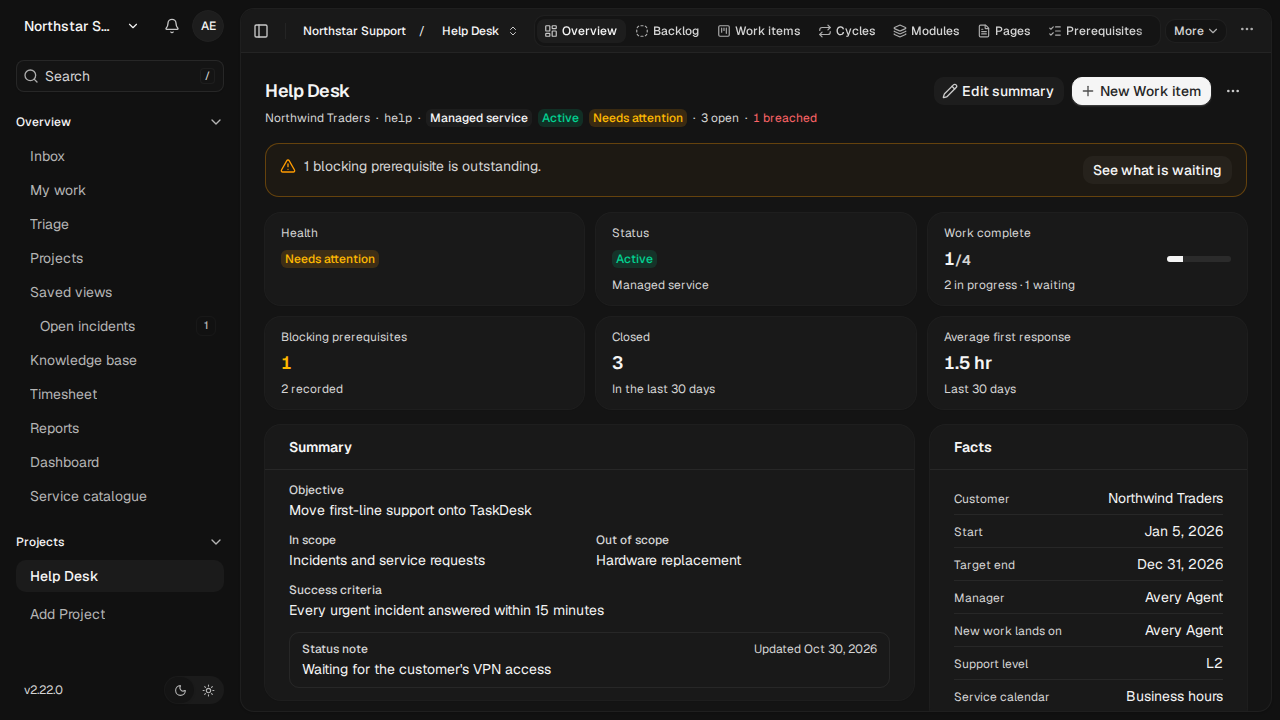 Northstar S...
AE
Search
/
Overview
Inbox
My work
Triage
Projects
Saved views
Open incidents
1
Knowledge base
Timesheet
Reports
Dashboard
Service catalogue
Projects
Help Desk
Add Project
v2.22.0
Northstar Support / Help Desk
Overview
Backlog
Work items
Cycles
Modules
Pages
Prerequisites
More
Help Desk
Edit summary
New Work item
Northwind Traders · help · Managed service Active Needs attention · 3 open · 1 breached
1 blocking prerequisite is outstanding.
See what is waiting
Health
Needs attention
Status
Active
Managed service
Work complete
1/4
2 in progress · 1 waiting
Blocking prerequisites
1
2 recorded
Closed
3
In the last 30 days
Average first response
1.5 hr
Last 30 days
Summary
Objective
Move first-line support onto TaskDesk
In scope
Incidents and service requests
Out of scope
Hardware replacement
Success criteria
Every urgent incident answered within 15 minutes
Status note
Updated Oct 30, 2026
Waiting for the customer's VPN access
Facts
Customer Northwind Traders
Start Jan 5, 2026
Target end Dec 31, 2026
Manager Avery Agent
New work lands on Avery Agent
Support level L2
Service calendar Business hours